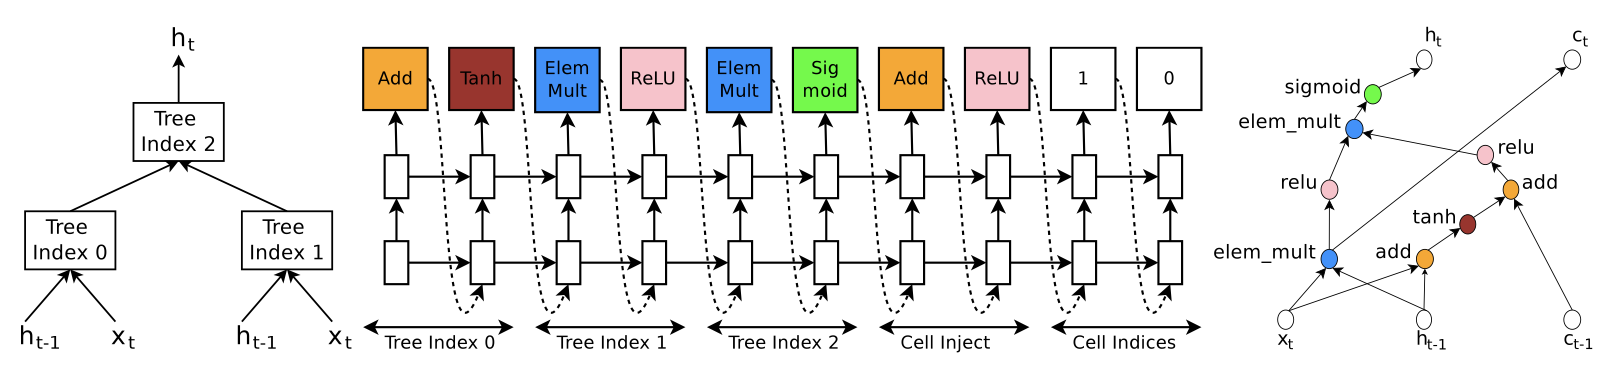 h_t
Tree
Index 2
Tree
Index 0
Tree
Index 1
h_{t-1}
x_t
h_{t-1}
x_t
Add
Tanh
Elem
Mult
ReLU
Elem
Mult
Sig
moid
Add
ReLU
1
0
Tree Index 0
Tree Index 1
Tree Index 2
Cell Inject
Cell Indices
h_t
c_t
sigmoid
elem_mult
relu
relu
add
tanh
elem_mult
add
x_t
h_{t-1}
c_{t-1}